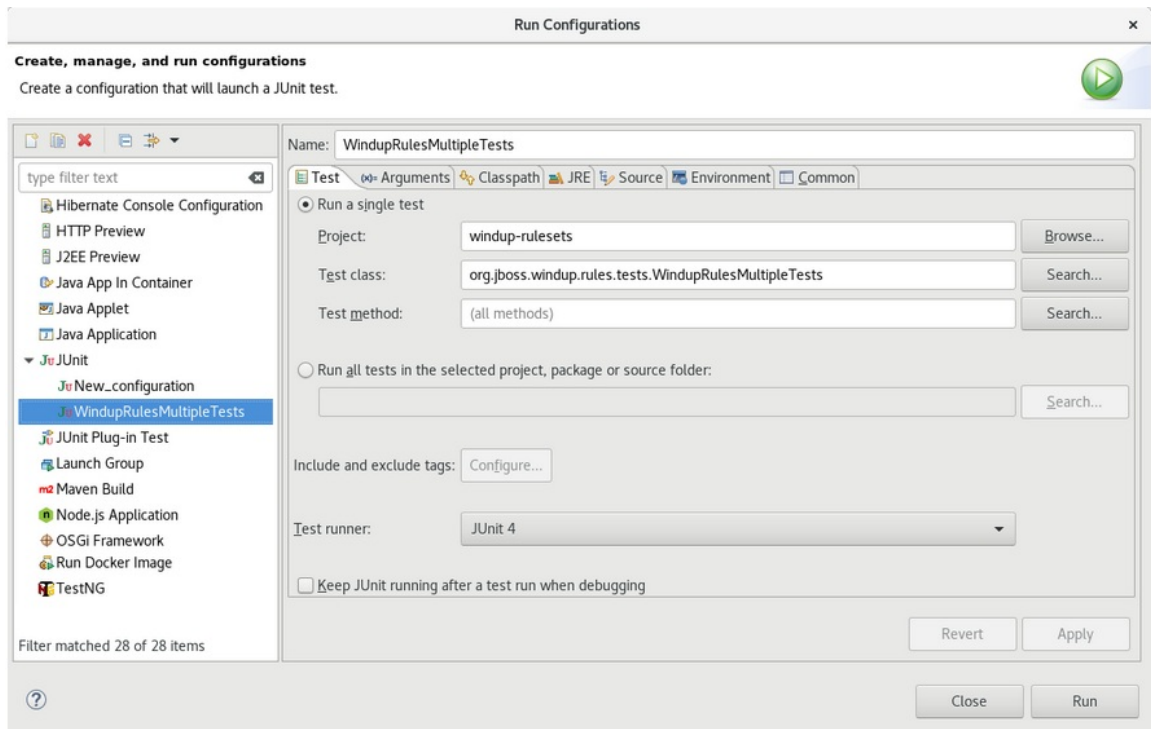 Run Configurations ×
Create, manage, and run configurations
Create a configuration that will launch a JUnit test.
type filter text
Hibernate Console Configuration
HTTP Preview
J2EE Preview
Java App In Container
Java Applet
Java Application
JUnit
New_configuration
WindupRulesMultipleTests
JUnit Plug-in Test
Launch Group
Maven Build
Node.js Application
OSGi Framework
Run Docker Image
TestNG
Filter matched 28 of 28 items
Name: WindupRulesMultipleTests
Test Arguments Classpath JRE Source Environment Common
Run a single test
Project: windup-rulesets Browse...
Test class: org.jboss.windup.rules.tests.WindupRulesMultipleTests Search...
Test method: (all methods) Search...
Run all tests in the selected project, package or source folder:
Search...
Include and exclude tags: Configure...
Test runner: JUnit 4
Keep JUnit running after a test run when debugging
Revert Apply
? Close Run